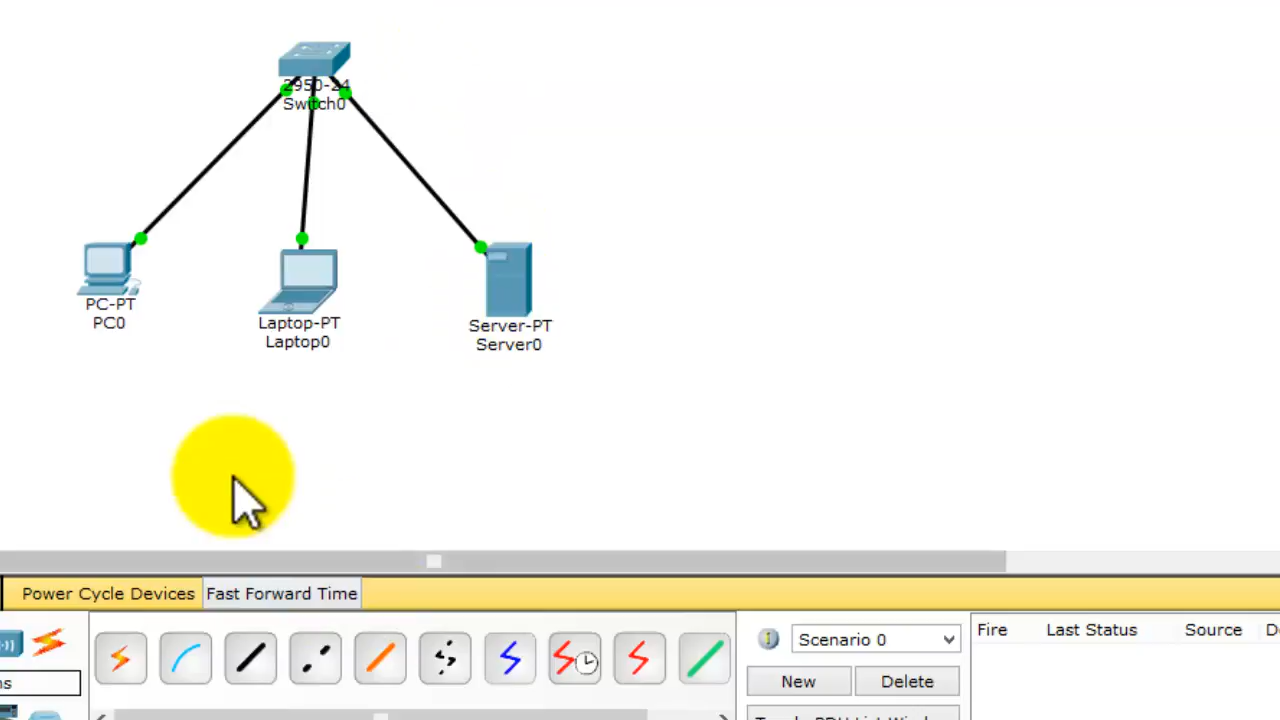 2950-24
Switch0
PC-PT
PC0
Laptop-PT
Laptop0
Server-PT
Server0
Power Cycle Devices Fast Forward Time
Scenario 0
New Delete
Fire Last Status Source
ns